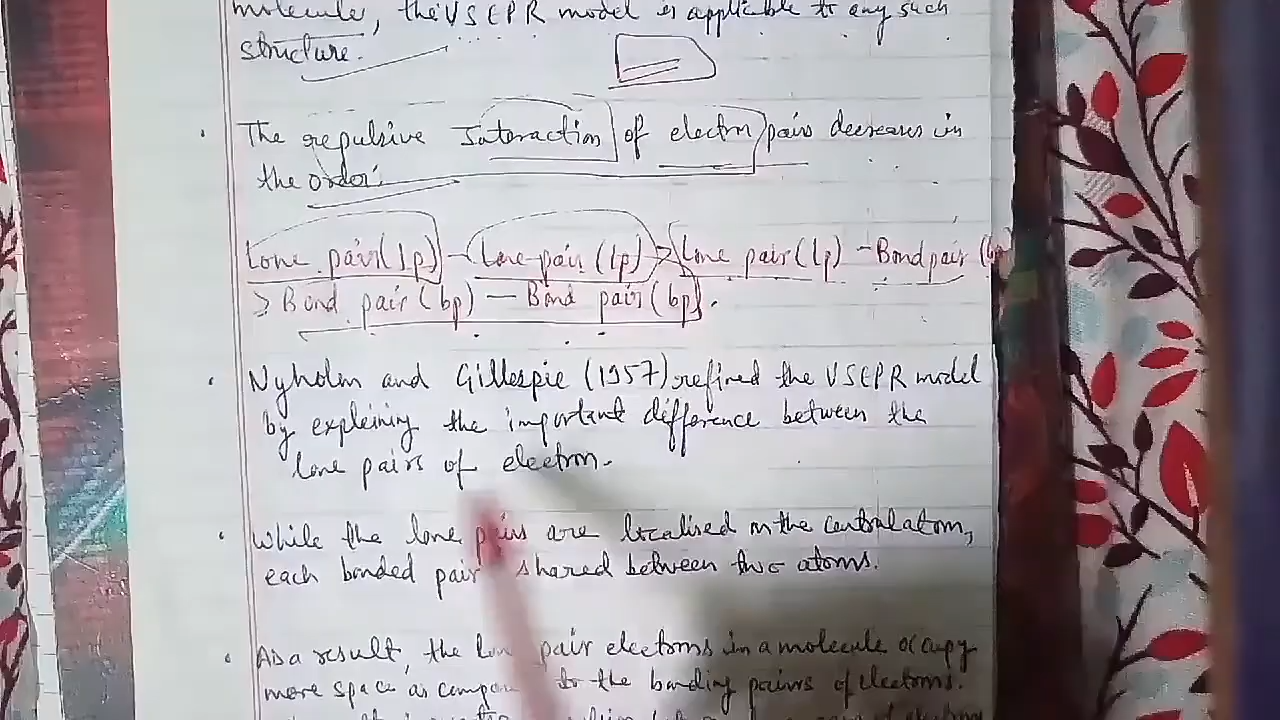 molecule, the VSEPR model is applicable to any such
structure.
The repulsive Interaction of electrn pairs decreases in
the order:
Lone pair (lp) - Lone pair (lp) > Lone pair (lp) - Bond pair (bp)
> Bond pair (bp) - Bond pair (bp).
Nyholm and Gillespie (1957) refined the VSEPR model
by expleining the important difference between the
lone pairs of electron.
While the lone pairs are localised on the central atom,
each bonded pair shared between two atoms.
As a result, the lone pair electrons in a molecule occupy
more space as to the bonding pairs of electrons.